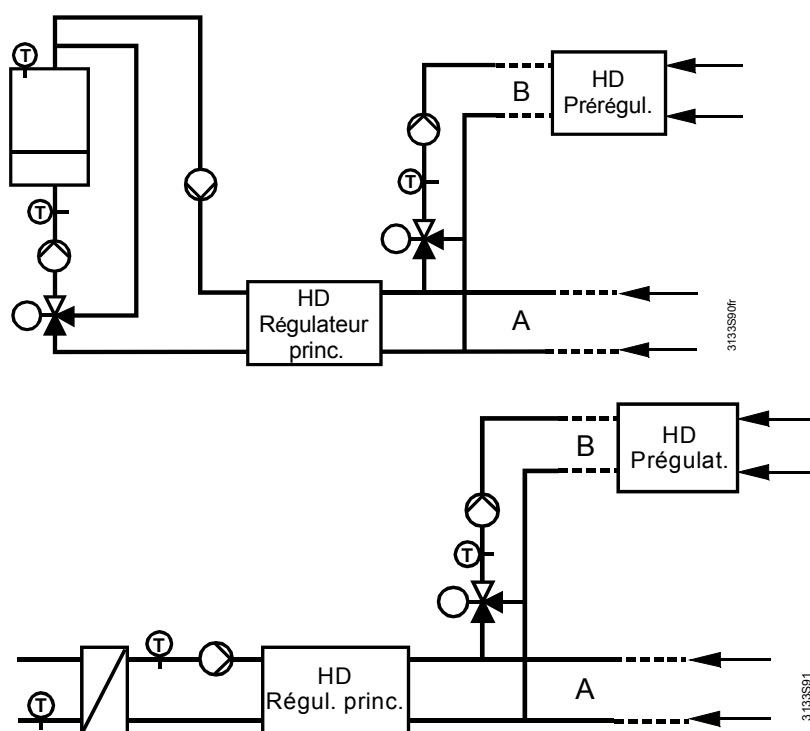 T
HD
Prérégul.
B
T
T
HD
Régulateur
princ.
A
3133S90fr
HD
Prégulat.
B
T
T
HD
Régul. princ.
A
T
3133S91